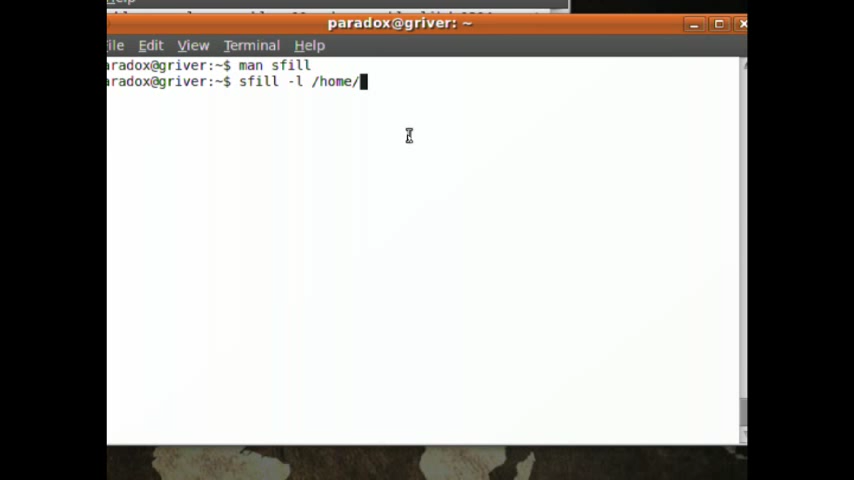 paradox@griver: ~
ile Edit View Terminal Help
aradox@griver:~$ man sfill
aradox@griver:~$ sfill -l /home/